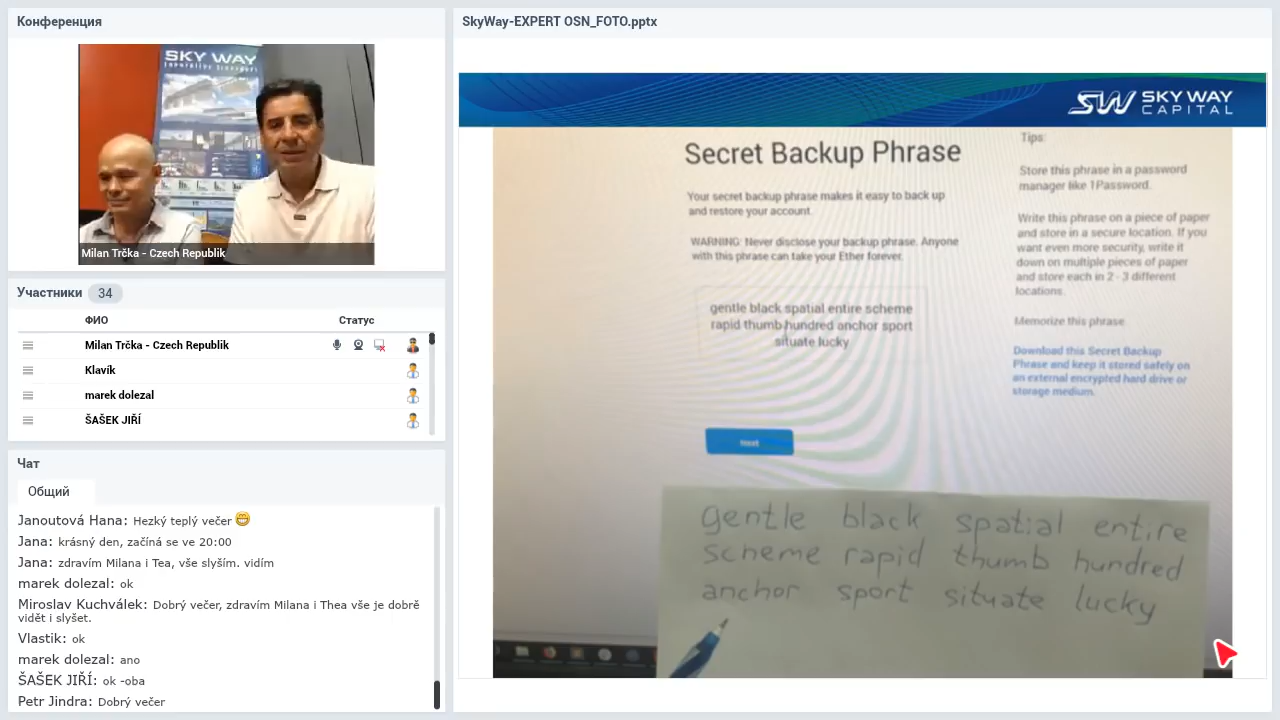 Конференция
SKY WAY
Milan Trčka - Czech Republik
Участники 34
ФИО Статус
Milan Trčka - Czech Republik
Klavík
marek dolezal
ŠAŠEK JIŘÍ
Чат
Общий
Janoutová Hana: Hezký teplý večer
Jana: krásný den, začíná se ve 20:00
Jana: zdravím Milana i Tea, vše slyším. vidím
marek dolezal: ok
Miroslav Kuchválek: Dobrý večer, zdravím Milana i Thea vše je dobrě
vidět i slyšet.
Vlastik: ok
marek dolezal: ano
ŠAŠEK JIŘÍ: ok -oba
Petr Jindra: Dobrý večer
SkyWay-EXPERT OSN_FOTO.pptx
SW SKY WAY
CAPITAL
Secret Backup Phrase
Your secret backup phrase makes it easy to back up
and restore your account.
WARNING: Never disclose your backup phrase. Anyone
with this phrase can take your Ether forever.
gentle black spatial entire scheme
rapid thumb hundred anchor sport
situate lucky
next
Tips:
Store this phrase in a password
manager like 1Password.
Write this phrase on a piece of paper
and store in a secure location. If you
want even more security, write it
down on multiple pieces of paper
and store each in 2 - 3 different
locations.
Memorize this phrase.
Download this Secret Backup
Phrase and keep it stored safely on
an external encrypted hard drive or
storage medium.
gentle black spatial entire
scheme rapid thumb hundred
anchor sport situate lucky